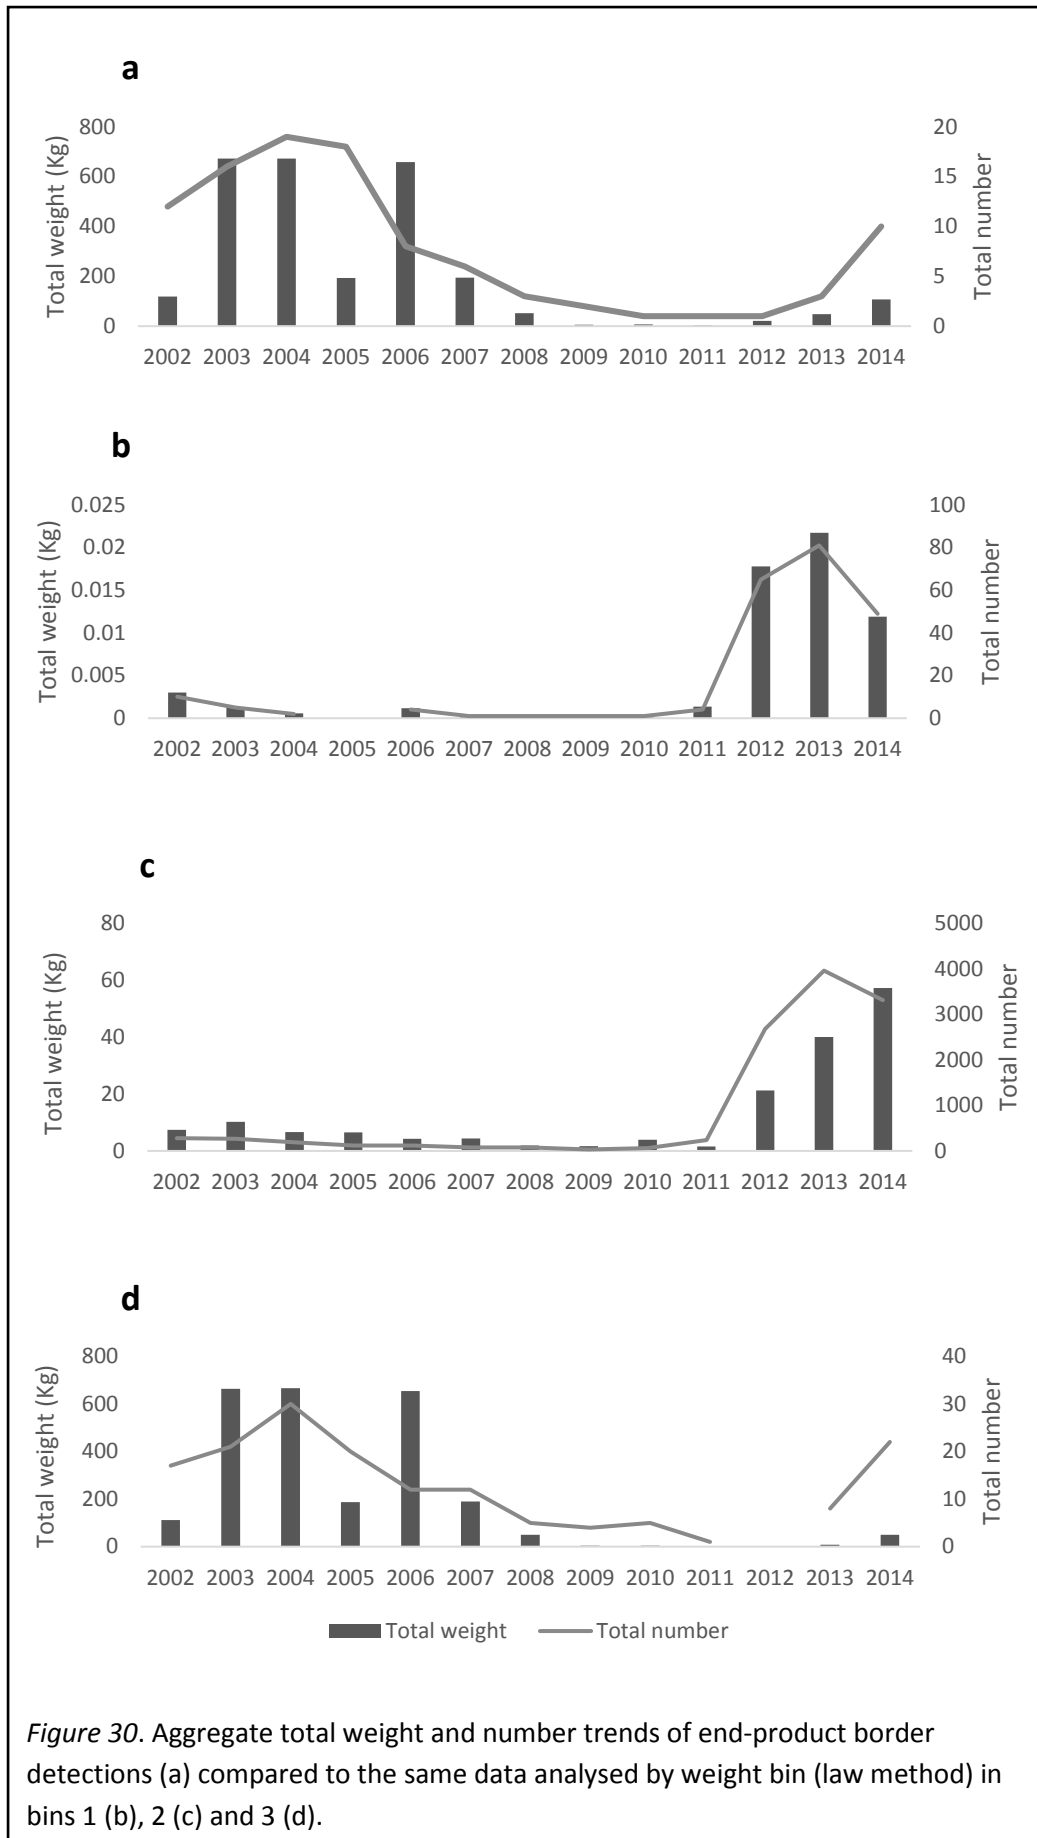 a
Total weight (Kg)
800
600
400
200
0
20
15
10
5
0
Total number
2002 2003 2004 2005 2006 2007 2008 2009 2010 2011 2012 2013 2014
b
Total weight (Kg)
0.025
0.02
0.015
0.01
0.005
0
100
80
60
40
20
0
Total number
2002 2003 2004 2005 2006 2007 2008 2009 2010 2011 2012 2013 2014
c
Total weight (Kg)
80
60
40
20
0
5000
4000
3000
2000
1000
0
Total number
2002 2003 2004 2005 2006 2007 2008 2009 2010 2011 2012 2013 2014
d
Total weight (Kg)
800
600
400
200
0
40
30
20
10
0
Total number
2002 2003 2004 2005 2006 2007 2008 2009 2010 2011 2012 2013 2014
Total weight Total number
Figure 30. Aggregate total weight and number trends of end-product border
detections (a) compared to the same data analysed by weight bin (law method) in
bins 1 (b), 2 (c) and 3 (d).